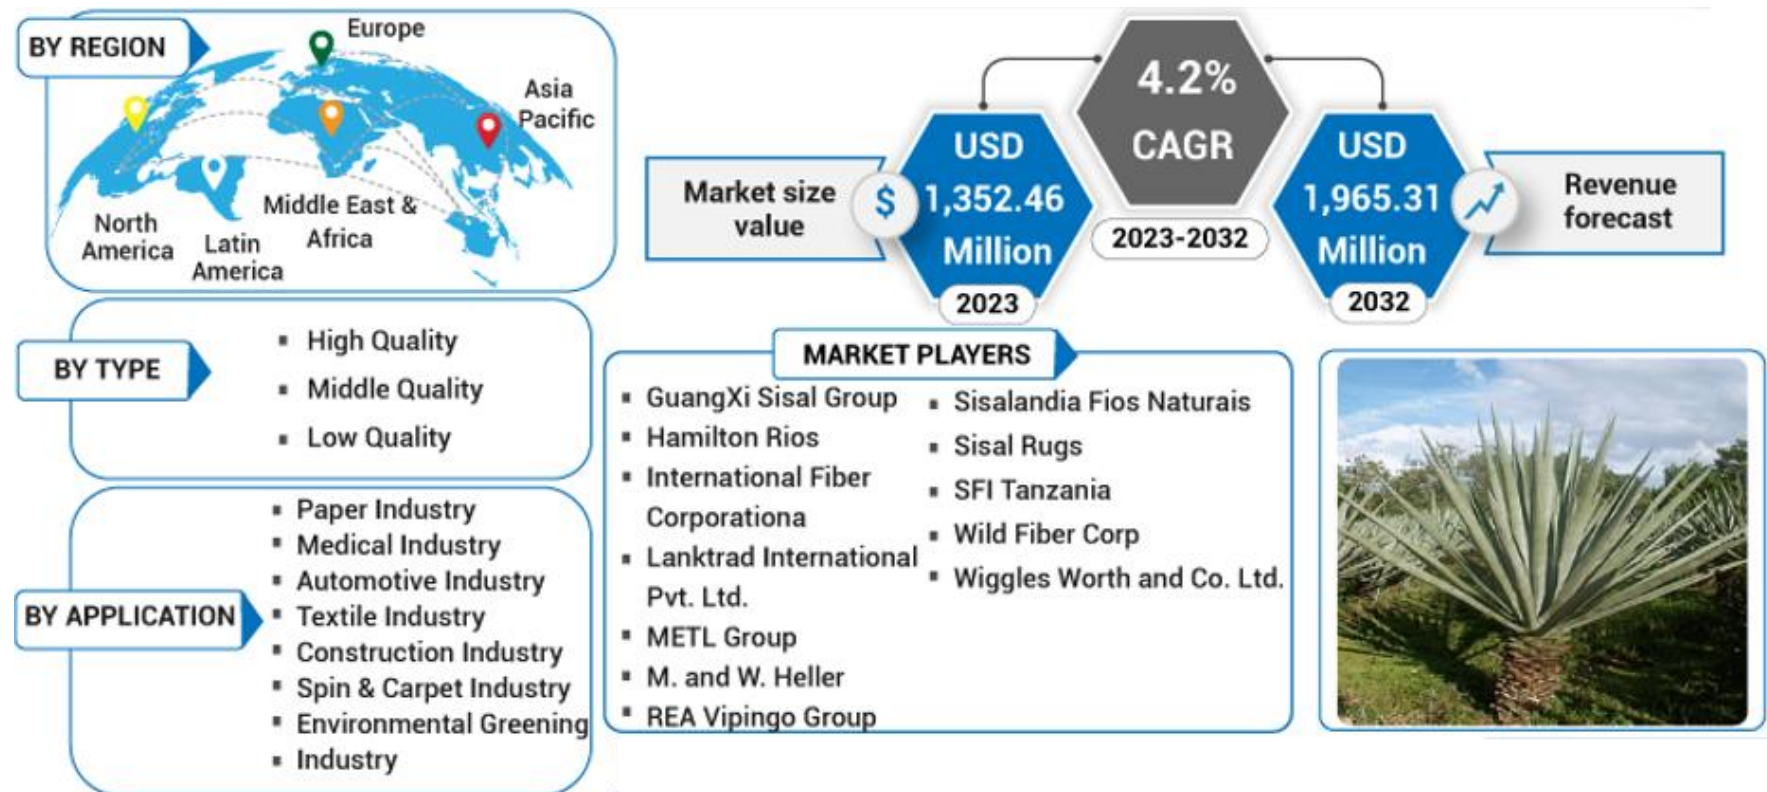 BY REGION
Europe
Asia
Pacific
North
America
Latin
America
Middle East &
Africa
4.2%
CAGR
2023-2032
Market size
value
$
USD
1,352.46
Million
2023
USD
1,965.31
Million
2032
Revenue
forecast
BY TYPE
▪ High Quality
▪ Middle Quality
▪ Low Quality
BY APPLICATION
▪ Paper Industry
▪ Medical Industry
▪ Automotive Industry
▪ Textile Industry
▪ Construction Industry
▪ Spin & Carpet Industry
▪ Environmental Greening
▪ Industry
MARKET PLAYERS
▪ GuangXi Sisal Group
▪ Hamilton Rios
▪ International Fiber
Corporationa
▪ Lanktrad International
Pvt. Ltd.
▪ METL Group
▪ M. and W. Heller
▪ REA Vipingo Group
▪ Sisalandia Fios Naturais
▪ Sisal Rugs
▪ SFI Tanzania
▪ Wild Fiber Corp
▪ Wiggles Worth and Co. Ltd.